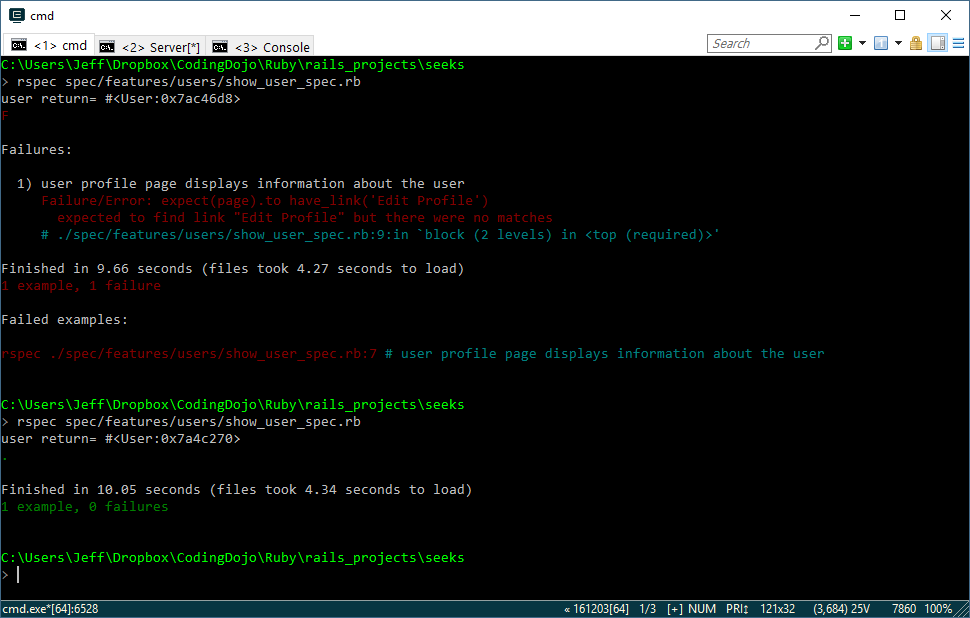 cmd
<1> cmd
<2> Server[*]
<3> Console
Search
C:\Users\Jeff\Dropbox\CodingDojo\Ruby\rails_projects\seeks
> rspec spec/features/users/show_user_spec.rb
user return= #<User:0x7ac46d8>
F
Failures:
1) user profile page displays information about the user
Failure/Error: expect(page).to have_link('Edit Profile')
expected to find link "Edit Profile" but there were no matches
# ./spec/features/users/show_user_spec.rb:9:in `block (2 levels) in <top (required)>'
Finished in 9.66 seconds (files took 4.27 seconds to load)
1 example, 1 failure
Failed examples:
rspec ./spec/features/users/show_user_spec.rb:7 # user profile page displays information about the user
C:\Users\Jeff\Dropbox\CodingDojo\Ruby\rails_projects\seeks
> rspec spec/features/users/show_user_spec.rb
user return= #<User:0x7a4c270>
.
Finished in 10.05 seconds (files took 4.34 seconds to load)
1 example, 0 failures
C:\Users\Jeff\Dropbox\CodingDojo\Ruby\rails_projects\seeks
>
cmd.exe*[64]:6528 « 161203[64] 1/3 [+] NUM PRI↕ 121x32 (3,684) 25V 7860 100%